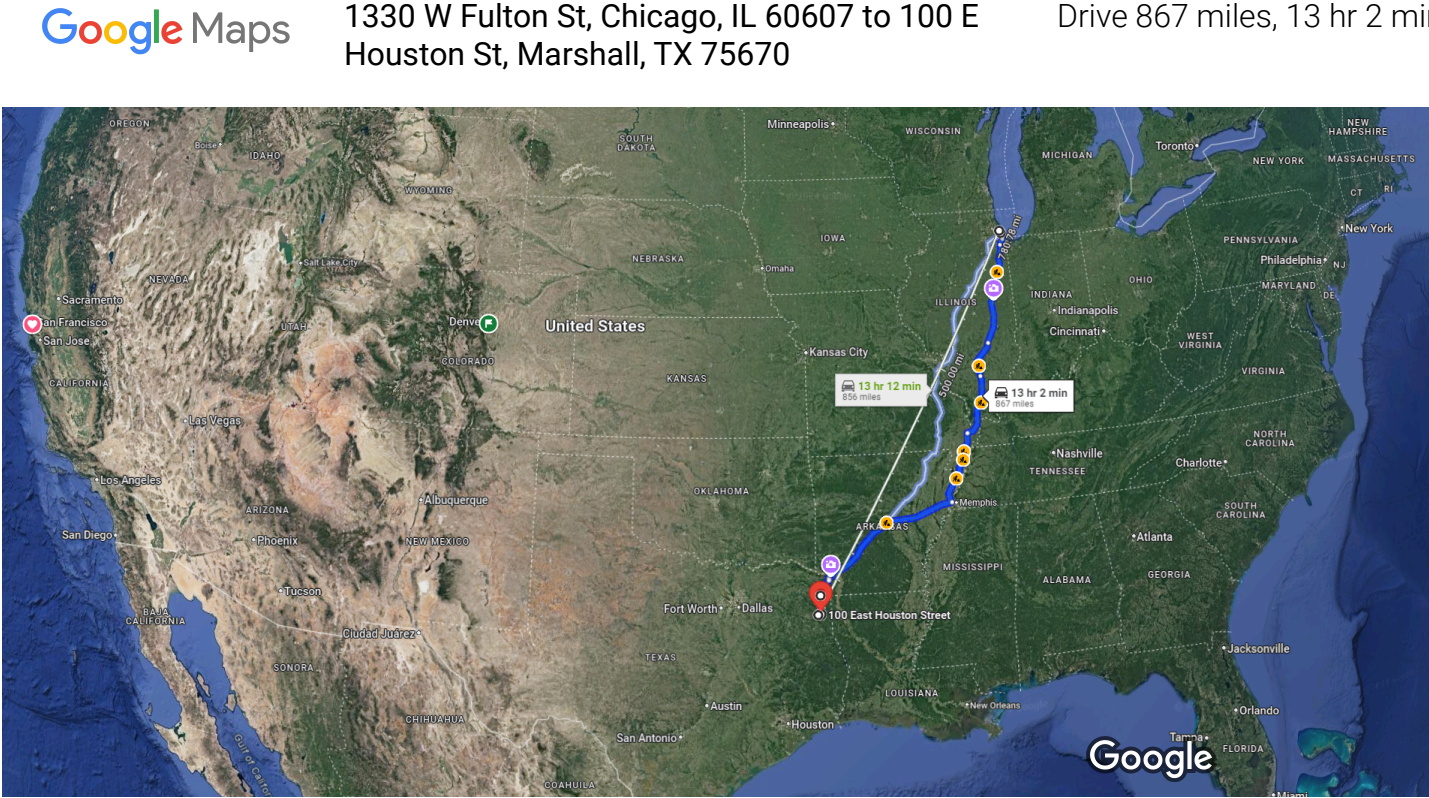 Google Maps
1330 W Fulton St, Chicago, IL 60607 to 100 E
Houston St, Marshall, TX 75670
Drive 867 miles, 13 hr 2 mi
OREGON
Boise
IDAHO
WYOMING
SOUTH
DAKOTA
Minneapolis
WISCONSIN
MICHIGAN
Toronto
NEW YORK
NEW
HAMPSHIRE
MASSACHUSETTS
CT
RI
IOWA
NEBRASKA
Omaha
Salt Lake City
NEVADA
Sacramento
an Francisco
San Jose
UTAH
Denve
COLORADO
United States
ILLINOIS
INDIANA
Indianapolis
Cincinnati
OHIO
PENNSYLVANIA
New York
Philadelphia
NJ
MARYLAND
DE
WEST
VIRGINIA
VIRGINIA
Kansas City
KANSAS
CALIFORNIA
Las Vegas
13 hr 12 min
856 miles
500.00 mi
13 hr 2 min
867 miles
Los Angeles
ARIZONA
Albuquerque
NEW MEXICO
OKLAHOMA
Nashville
TENNESSEE
NORTH
CAROLINA
Charlotte
San Diego
Phoenix
Memphis
ARKANSAS
SOUTH
CAROLINA
Atlanta
Tucson
MISSISSIPPI
ALABAMA
GEORGIA
BAJA
CALIFORNIA
Ciudad Juárez
Fort Worth
Dallas
100 East Houston Street
SONORA
TEXAS
Jacksonville
LOUISIANA
New Orleans
CHIHUAHUA
Austin
Houston
San Antonio
Orlando
Tampa
FLORIDA
Google
COAHUILA
Miami